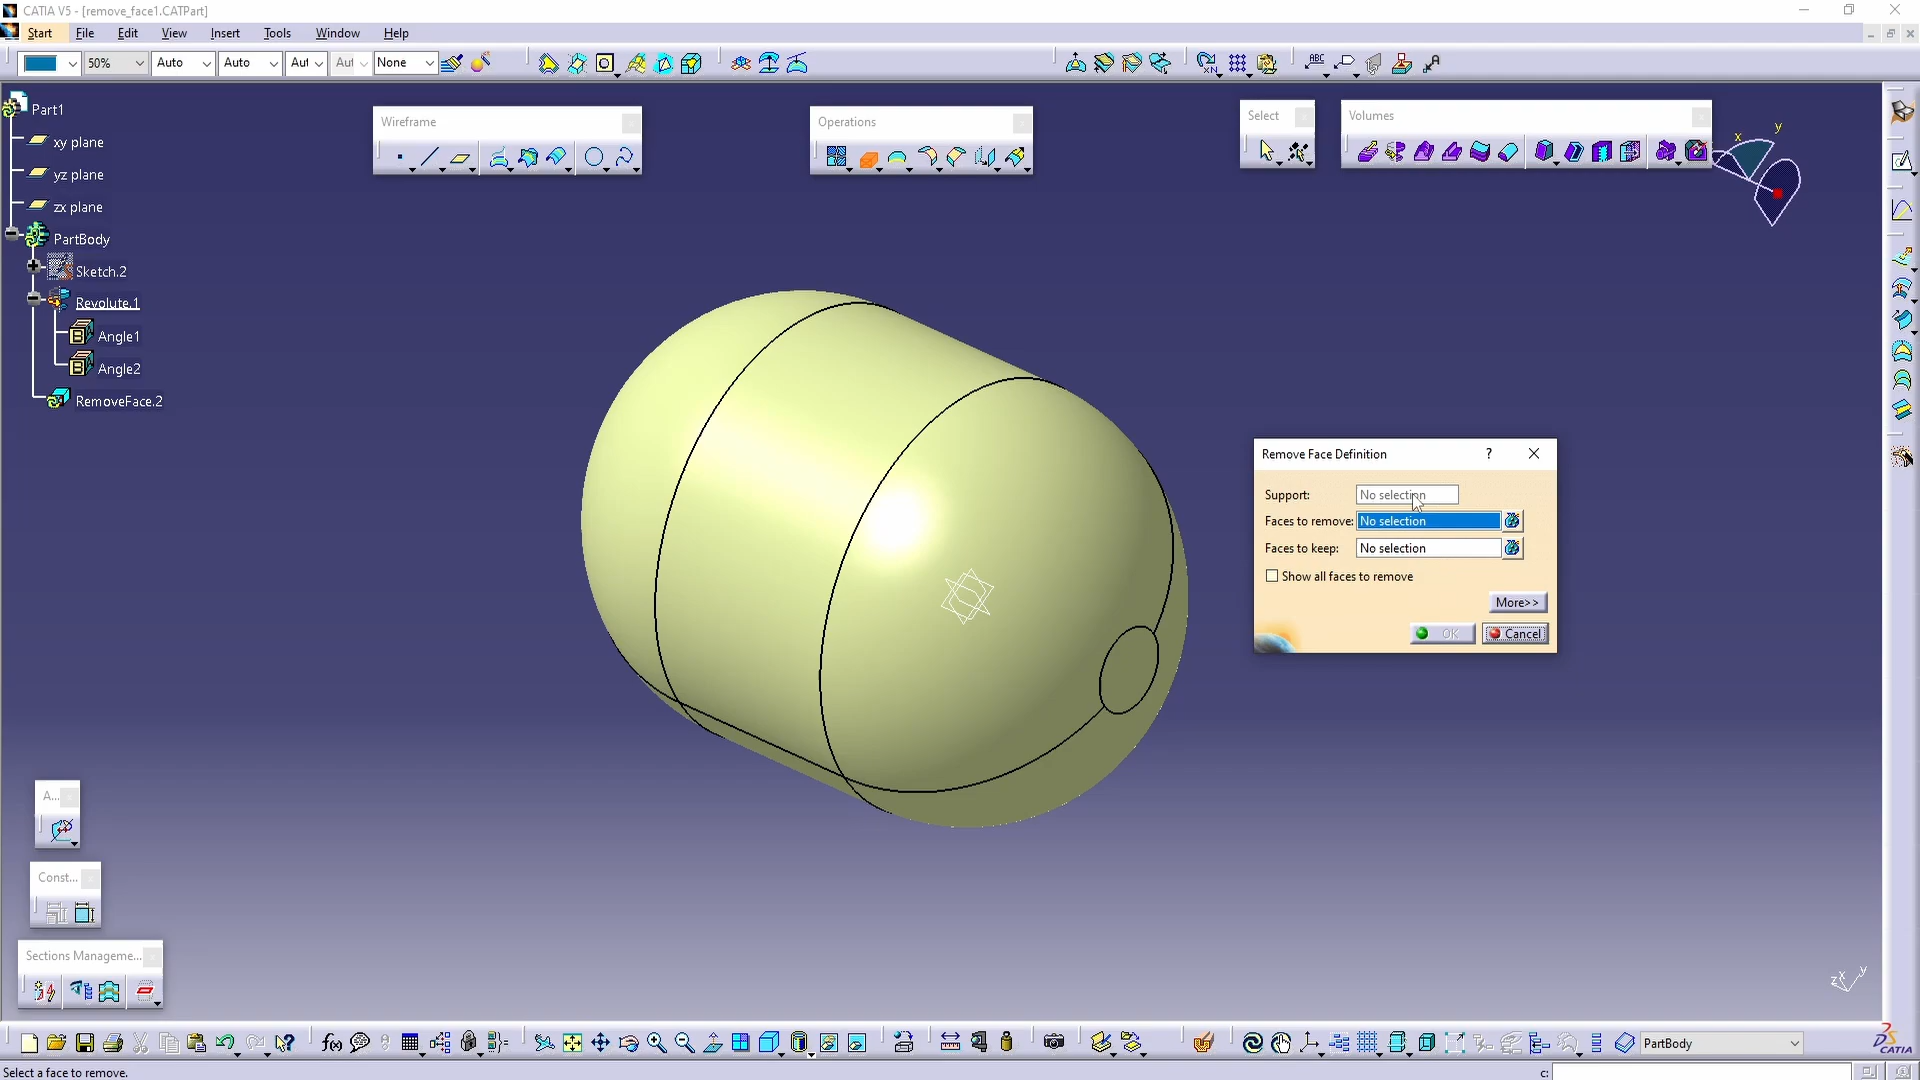 CATIA V5 - [remove_face1.CATPart]
Start File Edit View Insert Tools Window Help
50% Auto Auto Aut Aut None
ABC
Part1
xy plane
yz plane
zx plane
PartBody
Sketch.2
Revolute.1
Angle1
Angle2
RemoveFace.2
Wireframe
Operations
Select
Volumes
x y
Remove Face Definition ?
Support: No selection
Faces to remove: No selection
Faces to keep: No selection
Show all faces to remove
More>>
OK Cancel
A...
Const...
Sections Manageme...
z x y
f(x)
PartBody
CATIA
Select a face to remove.
c: